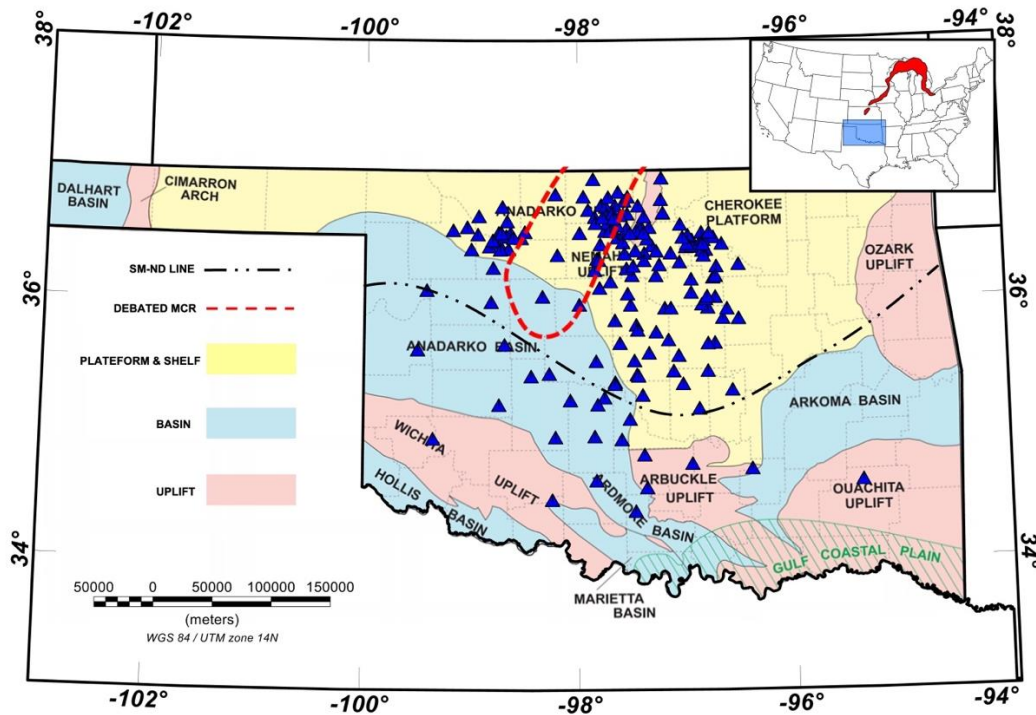 -102° -100° -98° -96° -94°
38° 38°
DALHART
BASIN
CIMARRON
ARCH
ANADARKO
CHEROKEE
PLATFORM
OZARK
UPLIFT
SM-ND LINE
36° 36°
DEBATED MCR
ANADARKO BASIN
PLATEFORM & SHELF
ARKOMA BASIN
BASIN
WICHITA
UPLIFT
HOLLIS
BASIN
ARDMORE BASIN
ARBUCKLE
UPLIFT
OUACHITA
UPLIFT
UPLIFT
GULF COASTAL PLAIN
34° 34°
MARIETTA
BASIN
50000 0 50000 100000 150000
(meters)
WGS 84 / UTM zone 14N
-102° -100° -98° -96° -94°